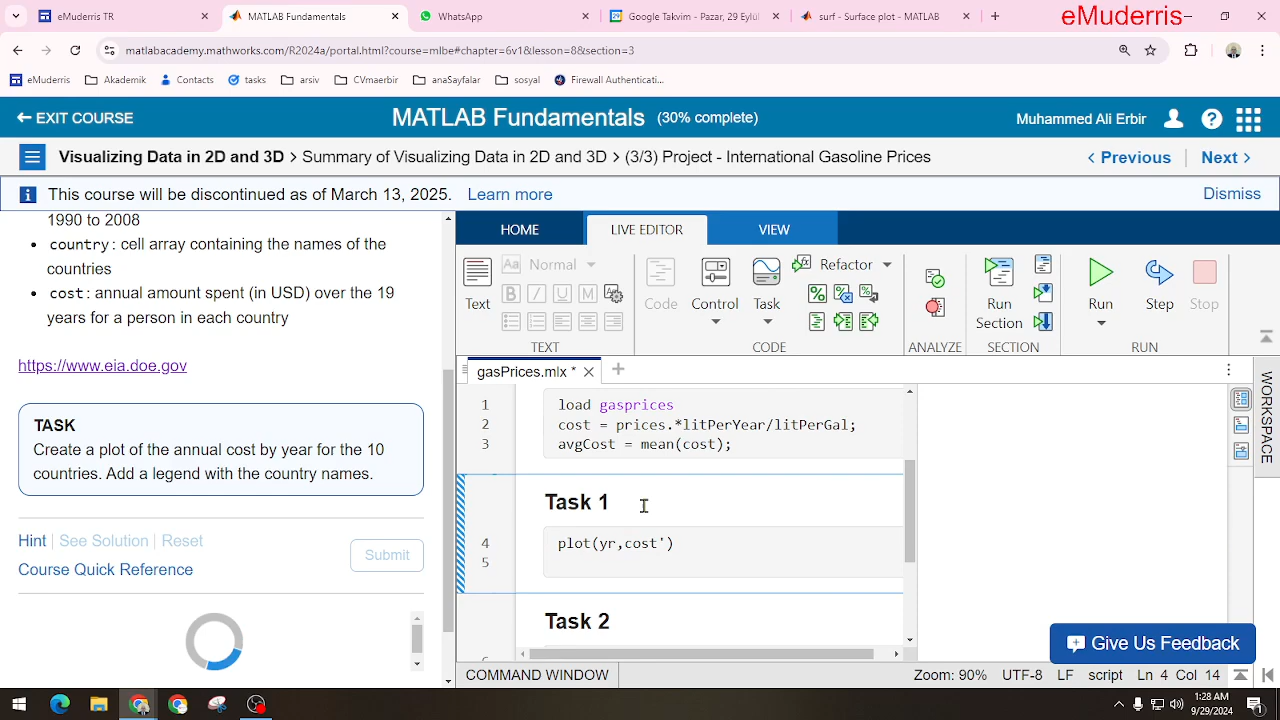 eMuderris TR
MATLAB Fundamentals
WhatsApp
Google Takvim - Pazar, 29 Eylül
surf - Surface plot - MATLAB
eMuderris
matlabacademy.mathworks.com/R2024a/portal.html?course=mlbe#chapter=6v1&lesson=8&section=3
eMuderris
Akademik
Contacts
tasks
arsiv
CVmaerbir
anaSayfalar
sosyal
Firewall Authenticati...
EXIT COURSE
MATLAB Fundamentals (30% complete)
Muhammed Ali Erbir
Visualizing Data in 2D and 3D > Summary of Visualizing Data in 2D and 3D > (3/3) Project - International Gasoline Prices
< Previous
Next >
This course will be discontinued as of March 13, 2025. Learn more
Dismiss
1990 to 2008
• country: cell array containing the names of the
countries
• cost: annual amount spent (in USD) over the 19
years for a person in each country
https://www.eia.doe.gov
TASK
Create a plot of the annual cost by year for the 10
countries. Add a legend with the country names.
Hint | See Solution | Reset
Submit
Course Quick Reference
HOME
LIVE EDITOR
VIEW
Aa Normal
Refactor
Text
B I U M
Code
Control
Task
Run
Section
Run
Step
Stop
TEXT
CODE
ANALYZE
SECTION
RUN
gasPrices.mlx *
WORKSPACE
1 load gasprices
2 cost = prices.*litPerYear/litPerGal;
3 avgCost = mean(cost);
Task 1
4 plot(yr,cost')
5
Task 2
Give Us Feedback
COMMAND WINDOW
Zoom: 90%
UTF-8
LF
script
Ln 4 Col 14
1:28 AM
9/29/2024